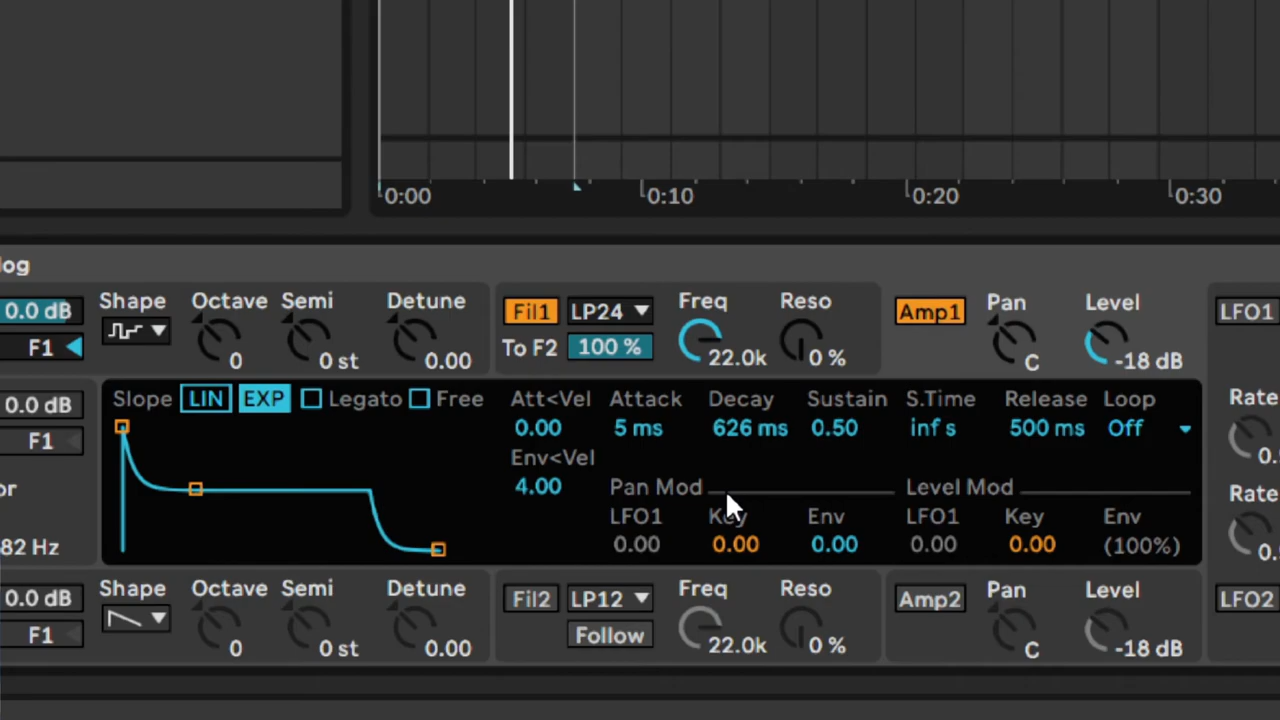 0:00 0:10 0:20 0:30
log
0.0 dB Shape Octave Semi Detune Fil1 LP24 Freq Reso Amp1 Pan Level LFO1
F1 0 0 st 0.00 To F2 100 % 22.0k 0 % C -18 dB
0.0 dB Slope LIN EXP Legato Free Att<Vel Attack Decay Sustain S.Time Release Loop Rate
F1 0.00 5 ms 626 ms 0.50 inf s 500 ms Off 0.
Env<Vel
or 4.00 Pan Mod Level Mod Rate
LFO1 Key Env LFO1 Key Env
82 Hz 0.00 0.00 0.00 0.00 0.00 (100%) 0.
0.0 dB Shape Octave Semi Detune Fil2 LP12 Freq Reso Amp2 Pan Level LFO2
F1 0 0 st 0.00 Follow 22.0k 0 % C -18 dB